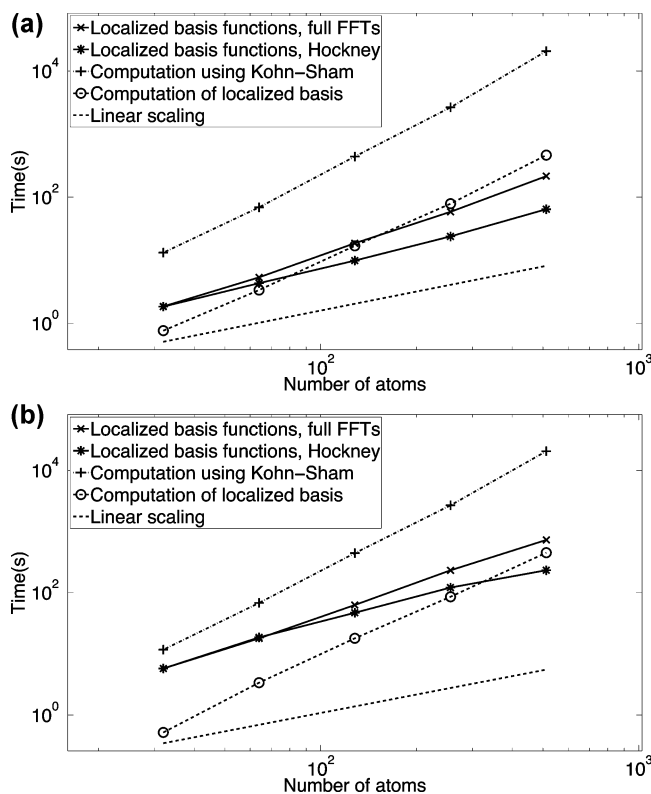 (a)
Localized basis functions, full FFTs
Localized basis functions, Hockney
Computation using Kohn−Sham
Computation of localized basis
Linear scaling
Time(s)
10^4
10^2
10^0
10^2
10^3
Number of atoms
(b)
Localized basis functions, full FFTs
Localized basis functions, Hockney
Computation using Kohn−Sham
Computation of localized basis
Linear scaling
Time(s)
10^4
10^2
10^0
10^2
10^3
Number of atoms